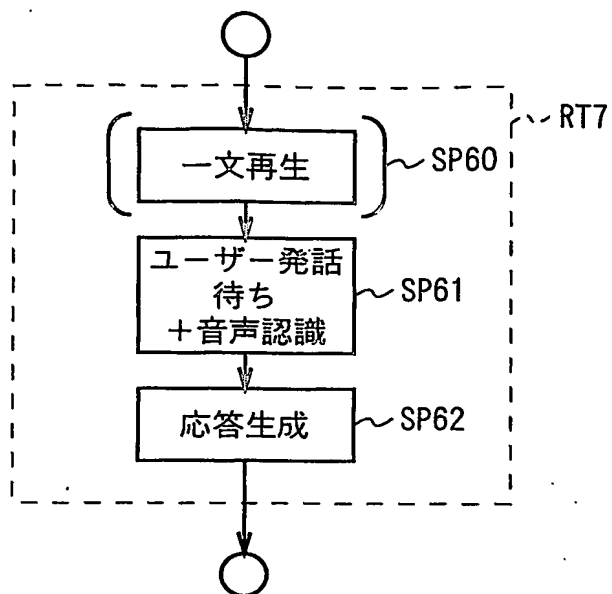 RT7
一文再生
SP60
ユーザー発話
待ち
+音声認識
SP61
応答生成
SP62